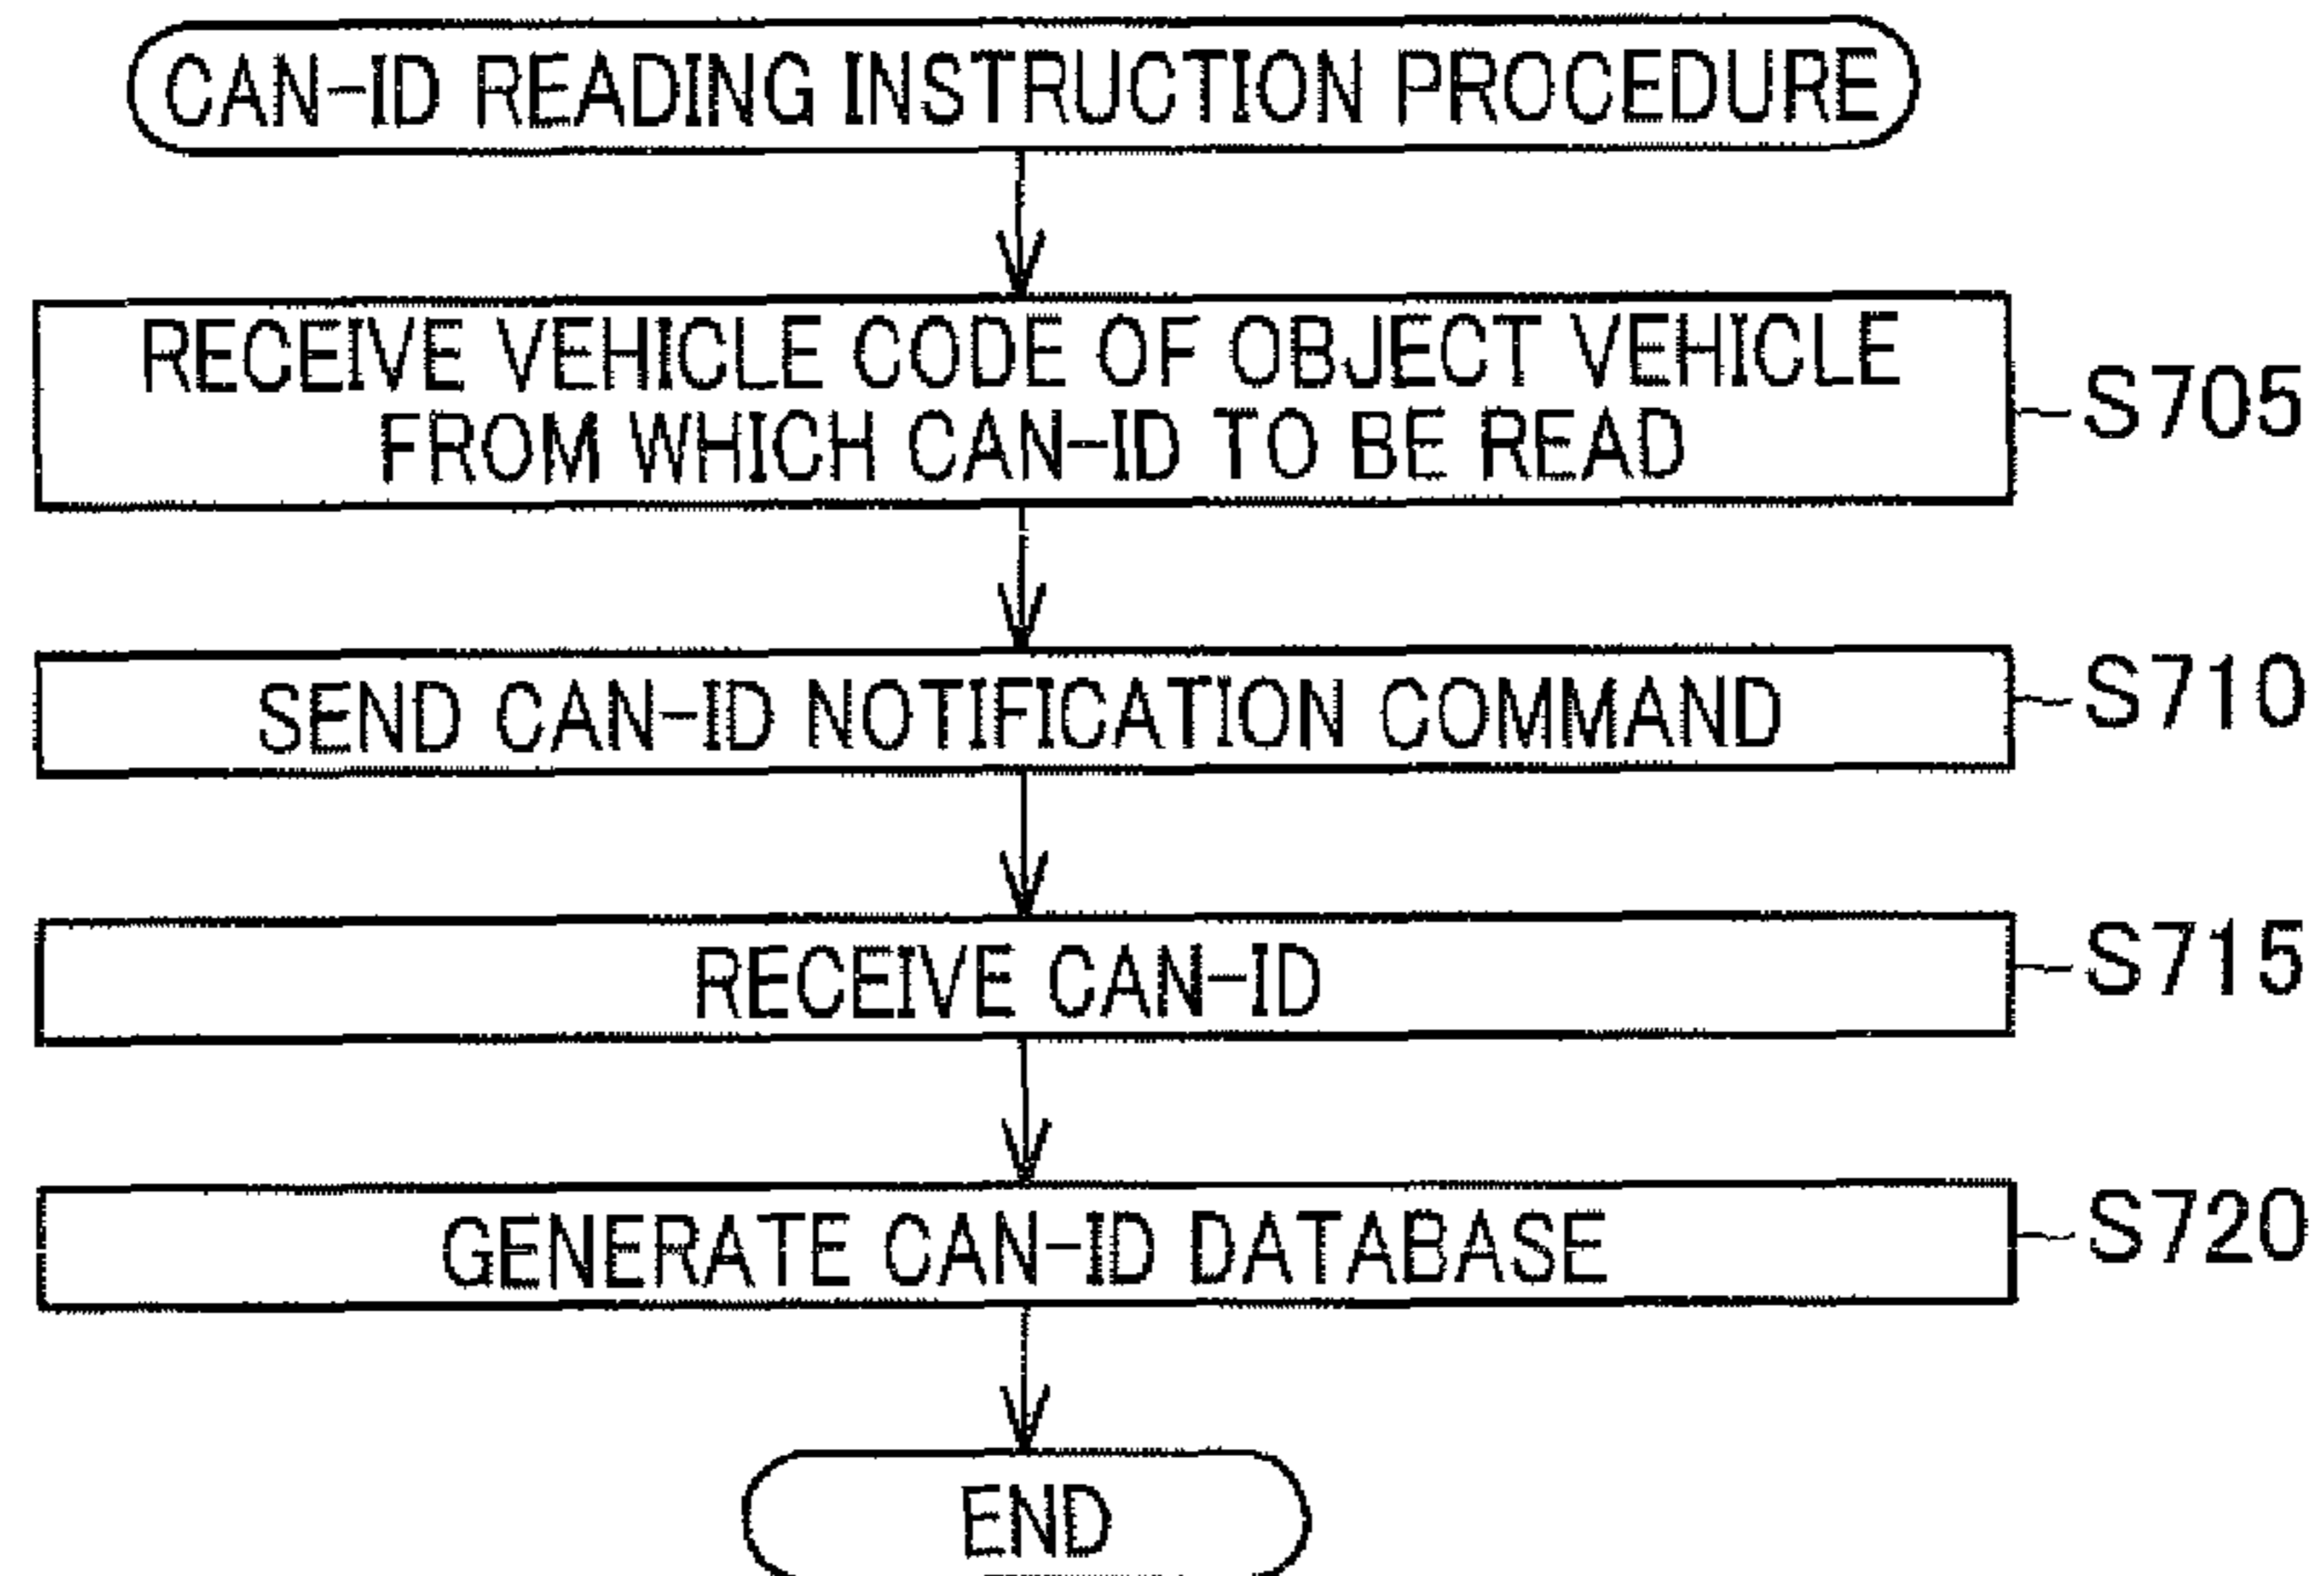 CAN-ID READING INSTRUCTION PROCEDURE
RECEIVE VEHICLE CODE OF OBJECT VEHICLE
FROM WHICH CAN-ID TO BE READ
S705
SEND CAN-ID NOTIFICATION COMMAND
S710
RECEIVE CAN-ID
S715
GENERATE CAN-ID DATABASE
S720
END